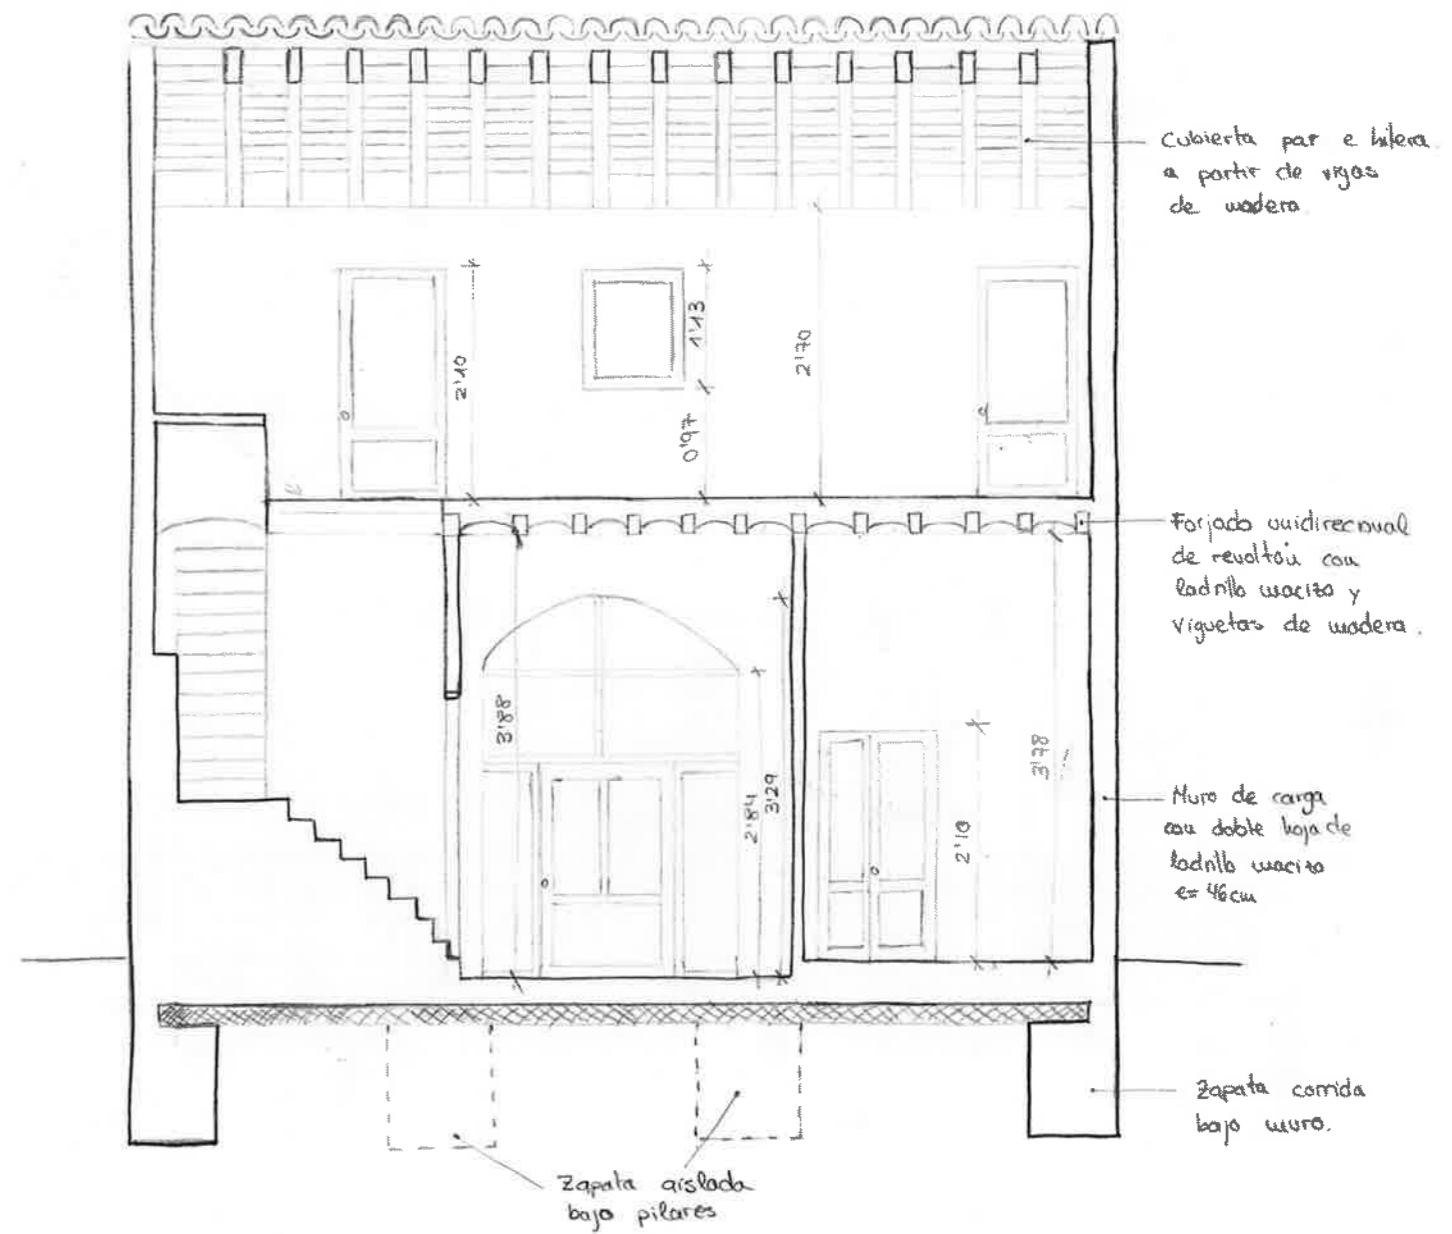 Cubierta par e hilera
a partir de vigas
de madera.
2'10
1'13
0'97
2'70
Forjado unidirecional
de revoltón con
ladrillo macizo y
viguetas de madera.
3'88
2'84
3'29
2'10
3'78
Muro de carga
con doble hoja de
ladrillo macizo
e= 46cm
Zapata corrida
bajo muro.
Zapata aislada
bajo pilares